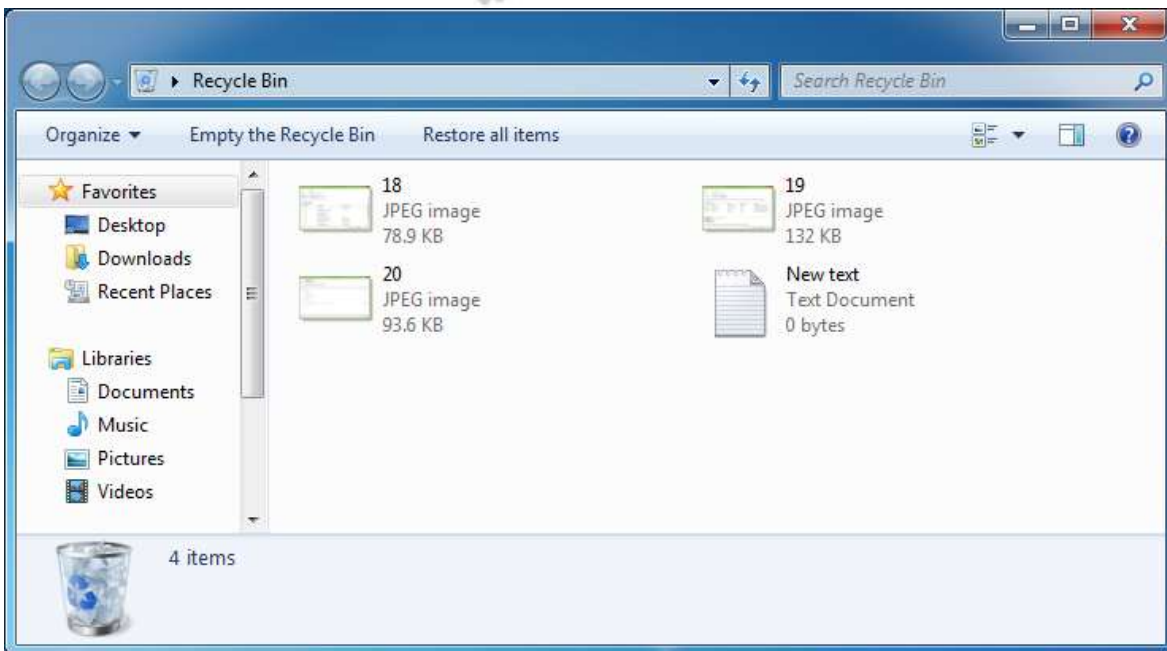 Recycle Bin
Search Recycle Bin
Organize
Empty the Recycle Bin
Restore all items
Favorites
Desktop
Downloads
Recent Places
Libraries
Documents
Music
Pictures
Videos
18
JPEG image
78.9 KB
19
JPEG image
132 KB
20
JPEG image
93.6 KB
New text
Text Document
0 bytes
4 items